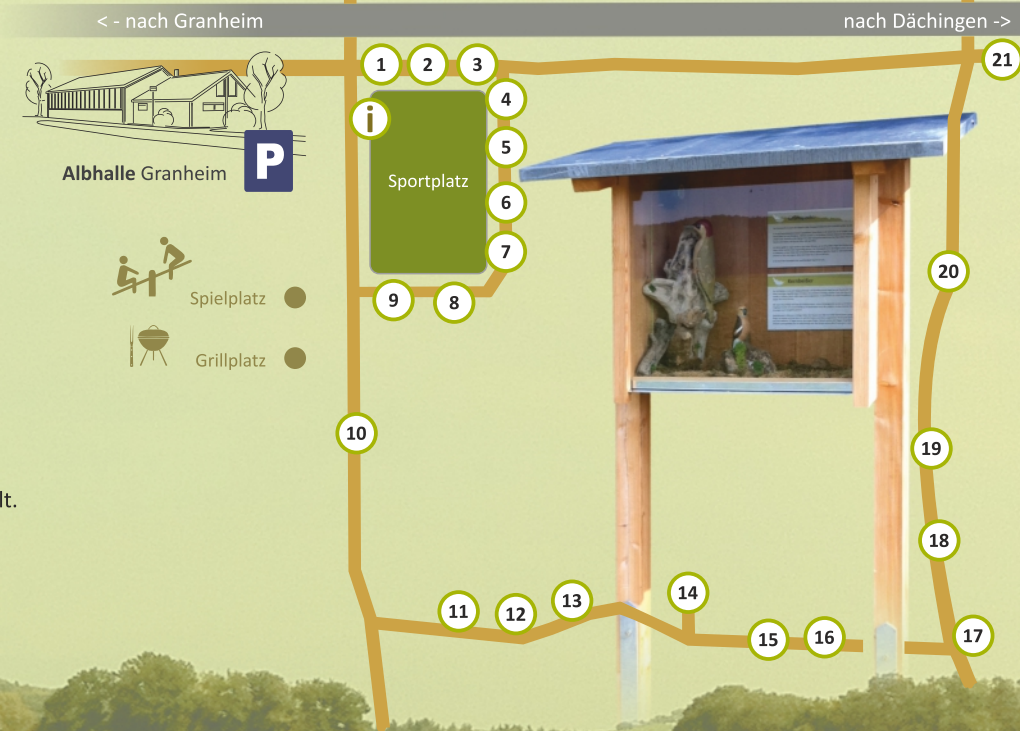 < - nach Granheim
nach Dächingen ->
1
2
3
21
4
i
5
P
Albhalle Granheim
Sportplatz
6
7
20
Spielplatz
9
8
Grillplatz
10
19
lt.
18
14
13
11
12
17
16
15